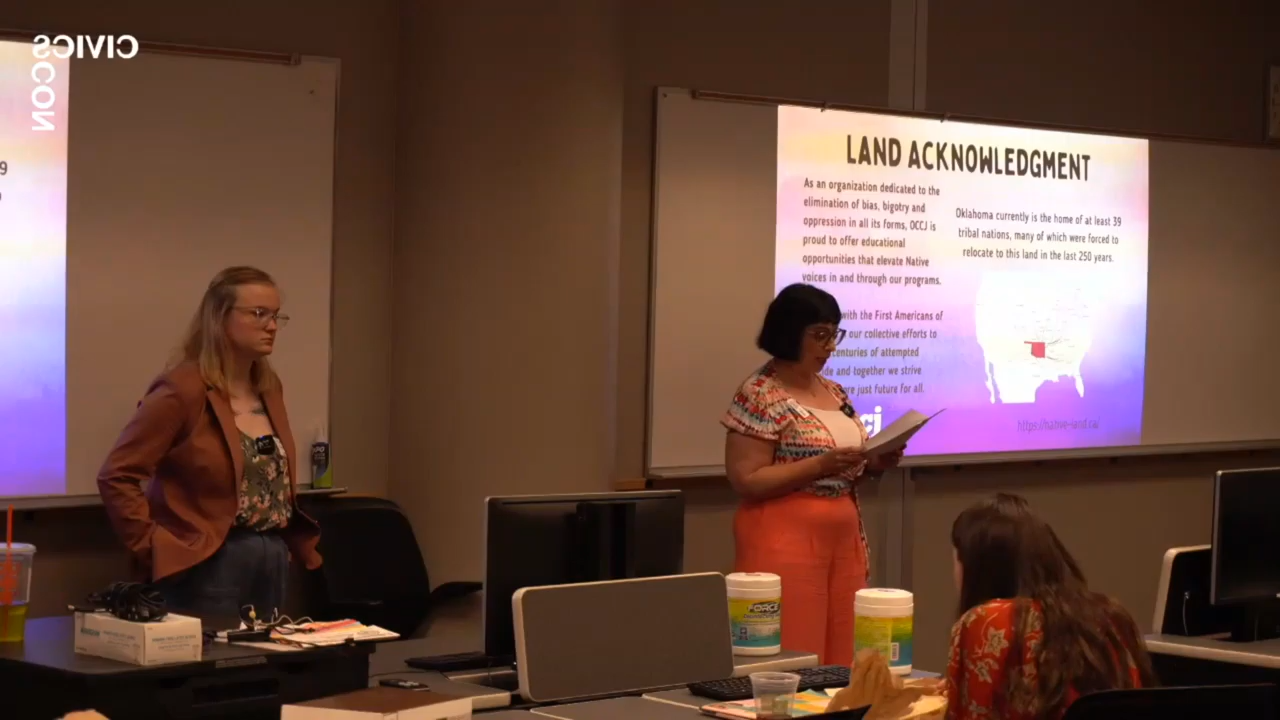 CIVICS
CON
9
LAND ACKNOWLEDGMENT
As an organization dedicated to the
elimination of bias, bigotry and
oppression in all its forms, OCCJ is
proud to offer educational
opportunities that elevate Native
voices in and through our programs.
with the First Americans of
our collective efforts to
centuries of attempted
de and together we strive
ore just future for all.
cj
Oklahoma currently is the home of at least 39
tribal nations, many of which were forced to
relocate to this land in the last 250 years.
https://native-land.ca/
FORCE